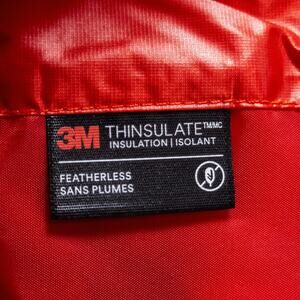 3M THINSULATE™/MC
INSULATION | ISOLANT
FEATHERLESS
SANS PLUMES